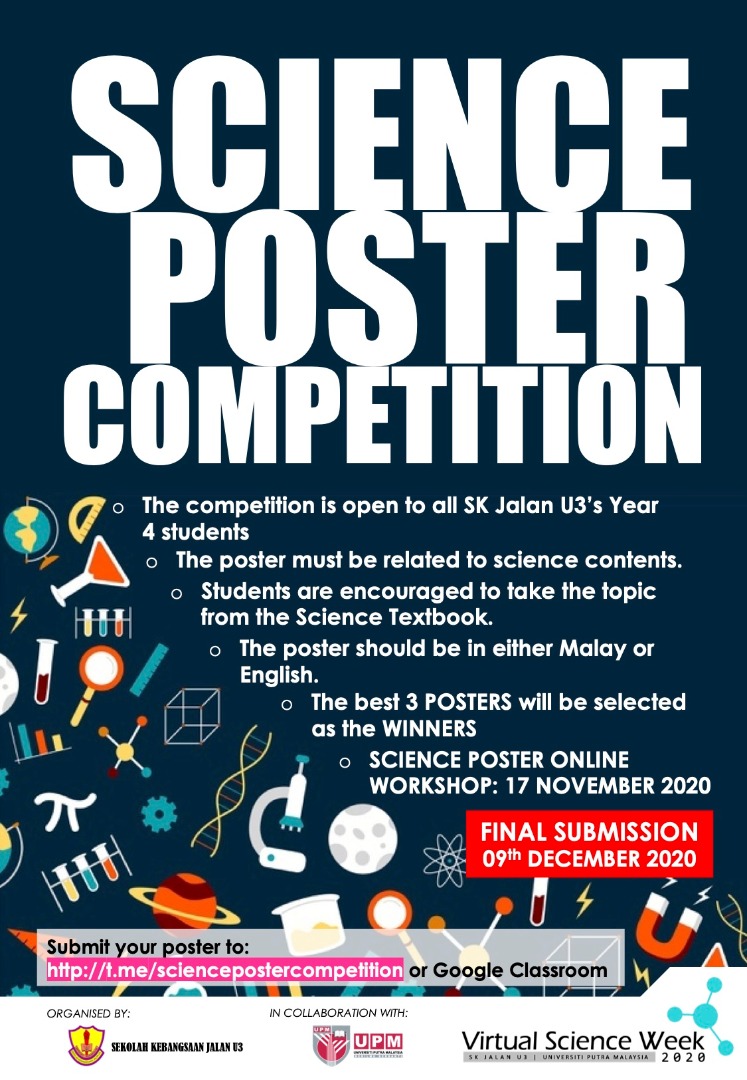 SCIENCE
POSTER
COMPETITION
o The competition is open to all SK Jalan U3's Year
4 students
o The poster must be related to science contents.
o Students are encouraged to take the topic
from the Science Textbook.
o The poster should be in either Malay or
English.
o The best 3 POSTERS will be selected
as the WINNERS
o SCIENCE POSTER ONLINE
WORKSHOP: 17 NOVEMBER 2020
FINAL SUBMISSION
09th DECEMBER 2020
Submit your poster to:
http://t.me/sciencepostercompetition or Google Classroom
ORGANISED BY:
SEKOLAH KEBANGSAAN JALAN U3
IN COLLABORATION WITH:
UPM
UPM
UNIVERSITI PUTRA MALAYSIA
Virtual Science Week
SK JALAN U3 | UNIVERSITI PUTRA MALAYSIA 2020